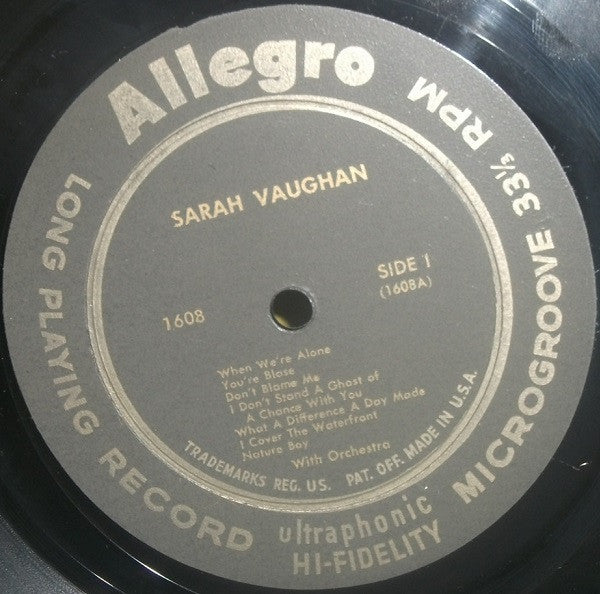 Allegro
LONG PLAYING RECORD
MICROGROOVE 33⅓ RPM
SARAH VAUGHAN
SIDE 1
(1608A)
1608
When We're Alone
You're Blase
Don't Blame Me
I Don't Stand A Ghost of
A Chance With You
What A Difference A Day Made
I Cover The Waterfront
Nature Boy
With Orchestra
TRADEMARKS REG. US. PAT. OFF. MADE IN U.S.A.
ultraphonic
HI-FIDELITY